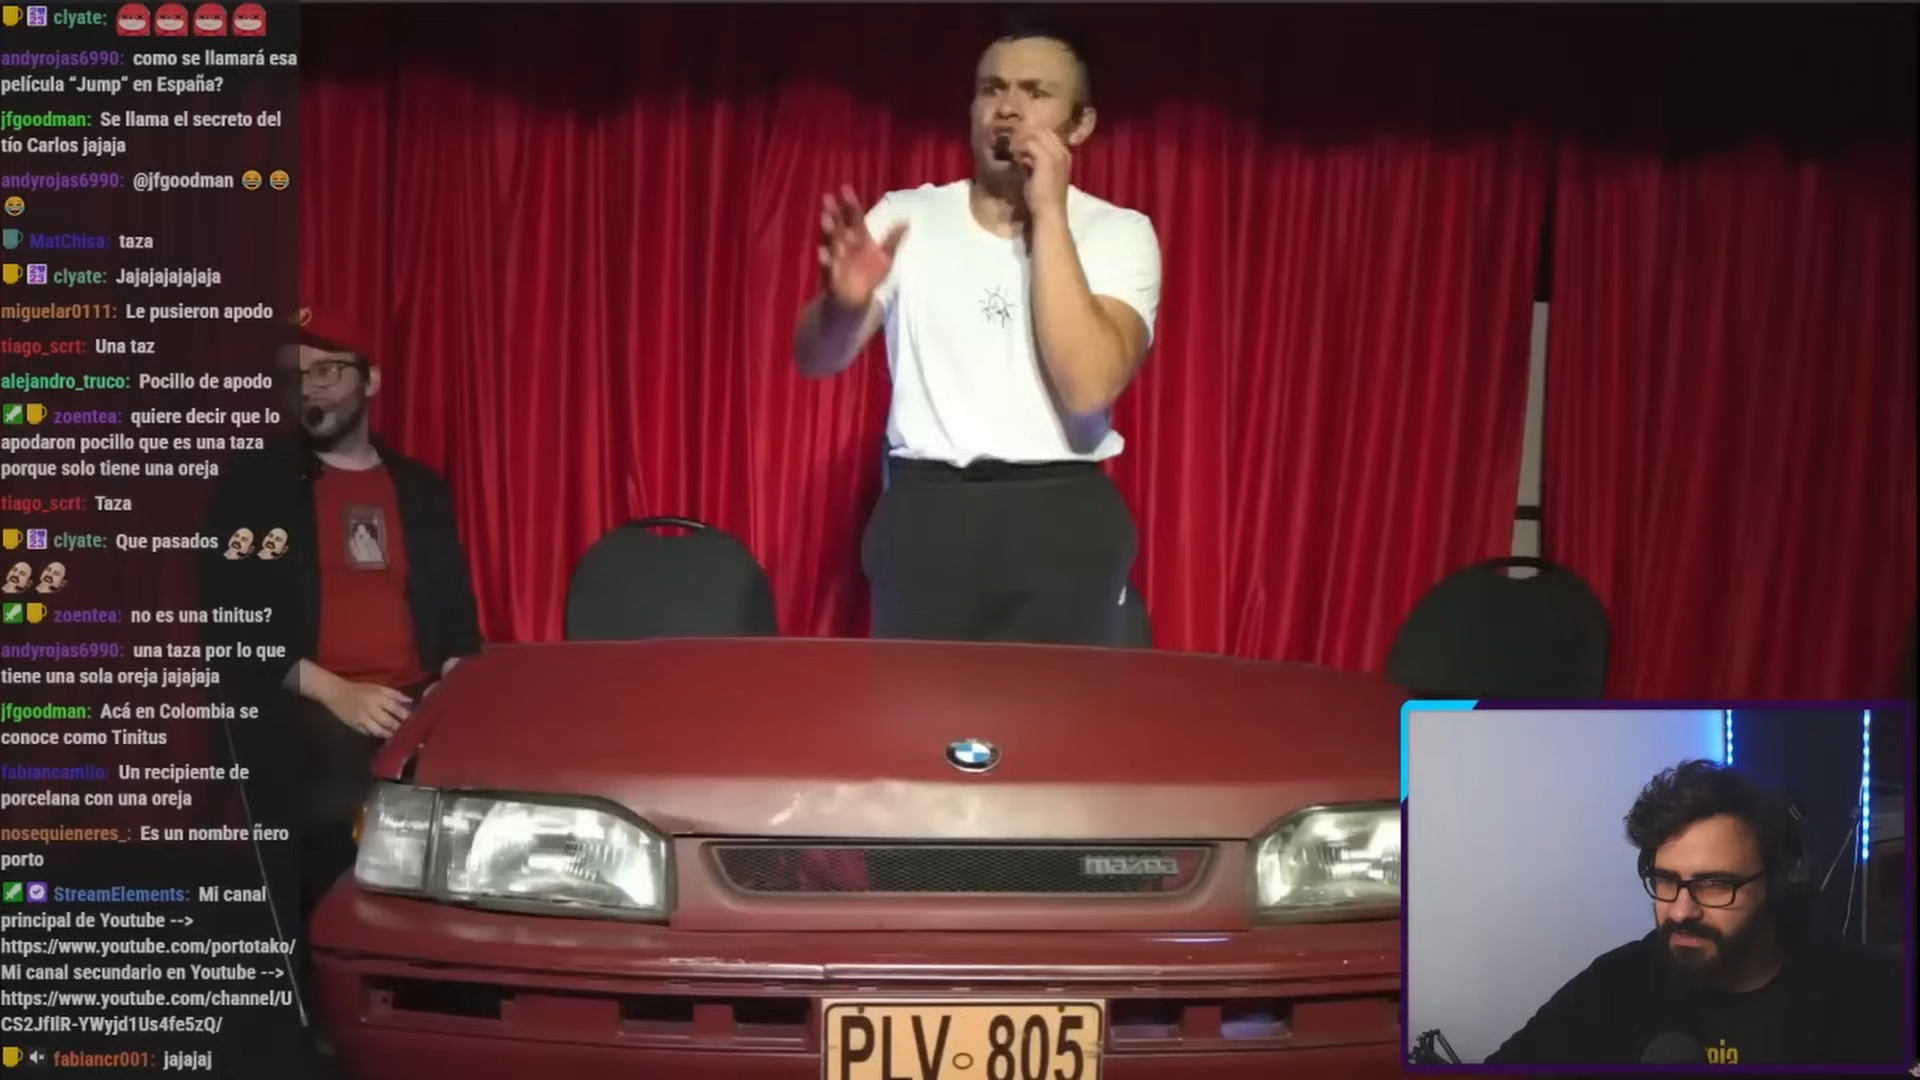 clyate:
andyrojas6990: como se llamará esa
película “Jump” en España?
jfgoodman: Se llama el secreto del
tío Carlos jajaja
andyrojas6990: @jfgoodman 😂 😂
😂
MatChisa: taza
clyate: Jajajajajajaja
miguelar0111: Le pusieron apodo
tiago_scrt: Una taz
alejandro_truco: Pocillo de apodo
zoentea: quiere decir que lo
apodaron pocillo que es una taza
porque solo tiene una oreja
tiago_scrt: Taza
clyate: Que pasados
zoentea: no es una tinitus?
andyrojas6990: una taza por lo que
tiene una sola oreja jajajaja
jfgoodman: Acá en Colombia se
conoce como Tinitus
fabiancamilo: Un recipiente de
porcelana con una oreja
nosequieneres_: Es un nombre ñero
porto
StreamElements: Mi canal
principal de Youtube -->
https://www.youtube.com/portotako/
Mi canal secundario en Youtube -->
https://www.youtube.com/channel/U
CS2JfIlR-YWyjd1Us4fe5zQ/
fabiancr001: jajajaj
BMW
mazda
PLV 805